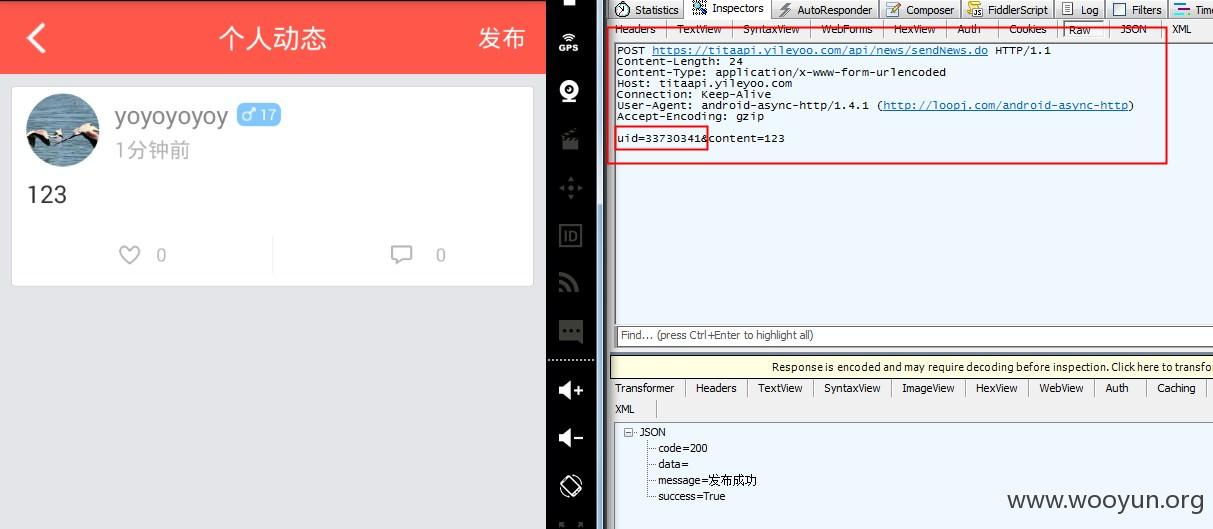 个人动态
发布
yoyoyoyoy
♂ 17
1分钟前
123
0
0
GPS
ID
Statistics
Inspectors
AutoResponder
Composer
FiddlerScript
Log
Filters
Headers
TextView
SyntaxView
WebForms
HexView
Auth
Cookies
Raw
JSON
XML
POST https://titaapi.yileyoo.com/api/news/sendNews.do HTTP/1.1
Content-Length: 24
Content-Type: application/x-www-form-urlencoded
Host: titaapi.yileyoo.com
Connection: Keep-Alive
User-Agent: android-async-http/1.4.1 (http://loopj.com/android-async-http)
Accept-Encoding: gzip
uid=33730341&content=123
Find... (press Ctrl+Enter to highlight all)
Response is encoded and may require decoding before inspection. Click here to transfo
Transformer
Headers
TextView
SyntaxView
ImageView
HexView
WebView
Auth
Caching
XML
JSON
code=200
data=
message=发布成功
success=True
www.wooyun.org